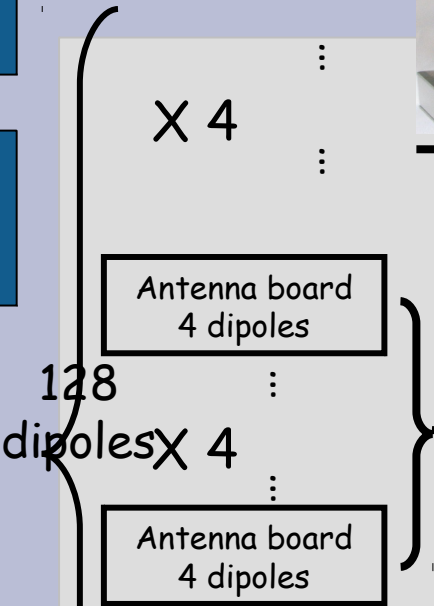 ⋮
X 4
⋮
Antenna board
4 dipoles
128
dipoles
⋮
X 4
⋮
Antenna board
4 dipoles